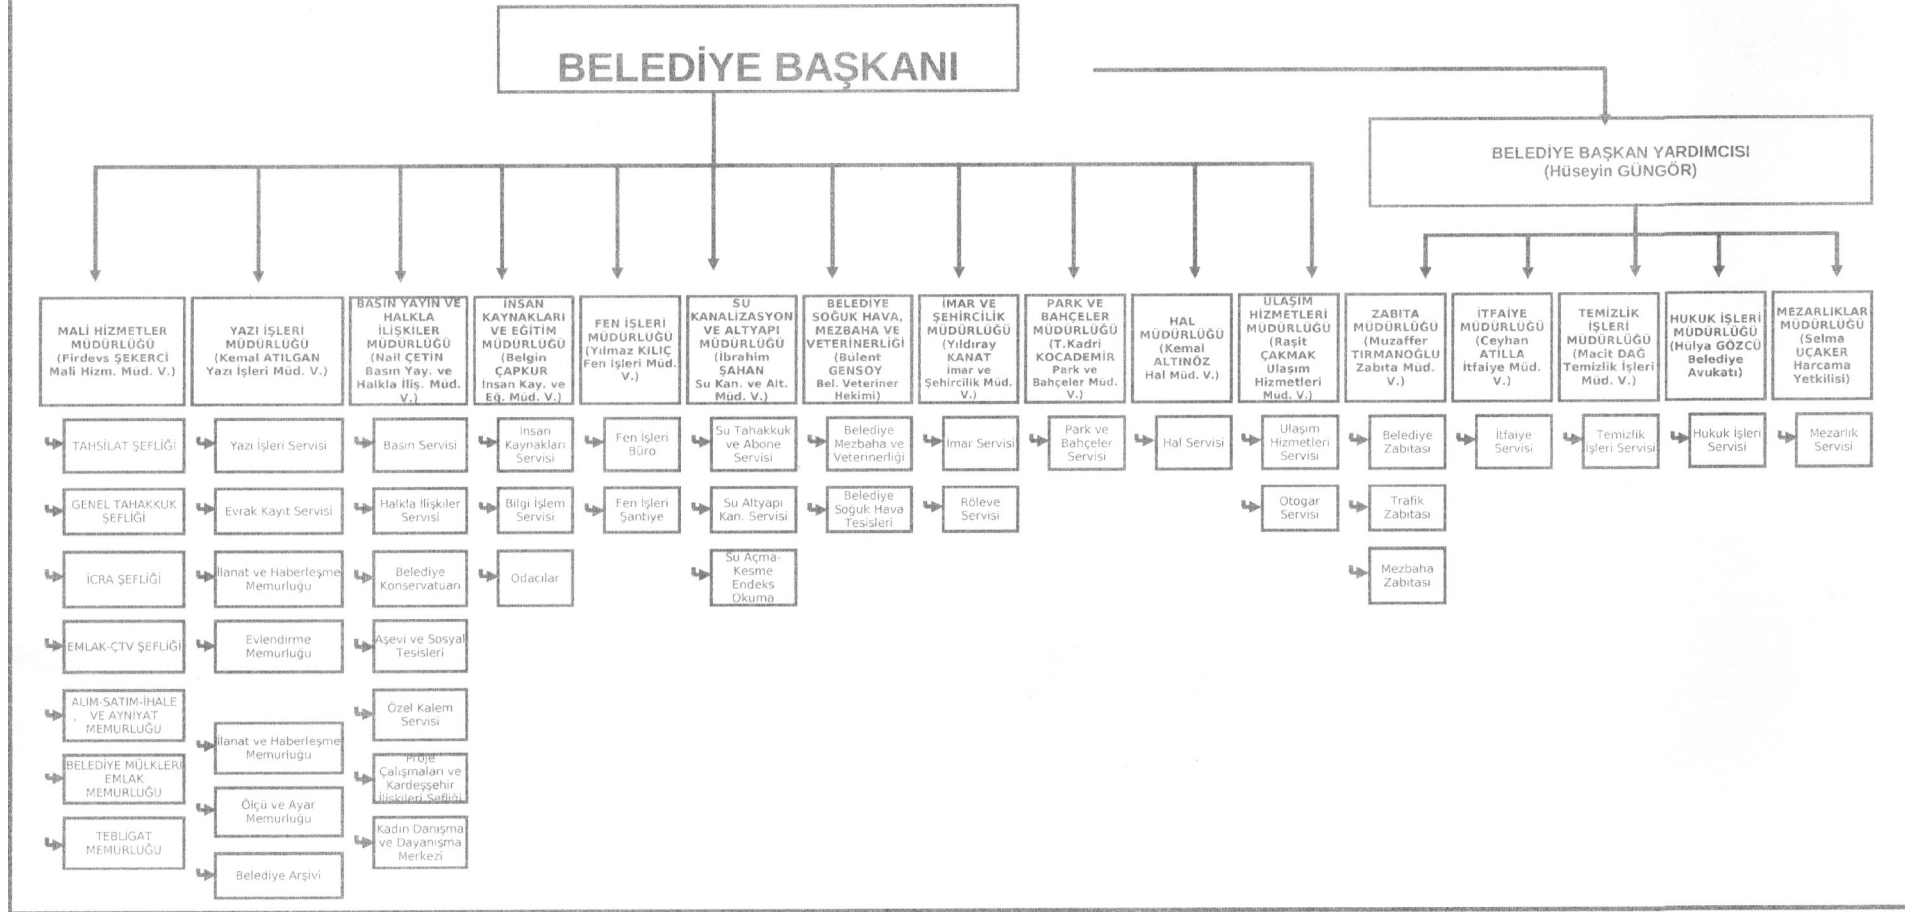 BELEDİYE BAŞKANI
BELEDİYE BAŞKAN YARDIMCISI
(Hüseyin GÜNGÖR)
MALİ HİZMETLER
MÜDÜRLÜĞÜ
(Firdevs ŞEKERCİ
Mali Hizm. Müd. V.)
TAHSİLAT ŞEFLİĞİ
GENEL TAHAKKUK
ŞEFLİĞİ
İCRA ŞEFLİĞİ
EMLAK-ÇTV ŞEFLİĞİ
ALIM-SATIM-İHALE
VE AYNİYAT
MEMURLUĞU
BELEDİYE MÜLKLERİ
EMLAK
MEMURLUĞU
TEBLİGAT
MEMURLUĞU
YAZI İŞLERİ
MÜDÜRLÜĞÜ
(Kemal ATILGAN
Yazı İşleri Müd. V.)
Yazı İşleri Servisi
Evrak Kayıt Servisi
İlanat ve Haberleşme
Memurluğu
Evlendirme
Memurluğu
İlanat ve Haberleşme
Memurluğu
Ölçü ve Ayar
Memurluğu
Belediye Arşivi
BASIN YAYIN VE
HALKLA
İLİŞKİLER
MÜDÜRLÜĞÜ
(Nail ÇETİN
Basın Yay. ve
Halkla İliş. Müd.
V.)
Basın Servisi
Halkla İlişkiler
Servisi
Belediye
Konservatuarı
Aşevi ve Sosyal
Tesisleri
Özel Kalem
Servisi
Proje
Çalışmaları ve
Kardeşşehir
İlişkileri Şefliği
Kadın Danışma
ve Dayanışma
Merkezi
İNSAN
KAYNAKLARI
VE EĞİTİM
MÜDÜRLÜĞÜ
(Belgin
ÇAPKUR
İnsan Kay. ve
Eğ. Müd. V.)
İnsan
Kaynakları
Servisi
Bilgi İşlem
Servisi
Odacılar
FEN İŞLERİ
MÜDÜRLÜĞÜ
(Yılmaz KILIÇ
Fen İşleri Müd.
V.)
Fen İşleri
Büro
Fen İşleri
Şantiye
SU
KANALİZASYON
VE ALTYAPI
MÜDÜRLÜĞÜ
(İbrahim
ŞAHAN
Su Kan. ve Alt.
Müd. V.)
Su Tahakkuk
ve Abone
Servisi
Su Altyapı
Kan. Servisi
Su Açma-
Kesme
Endeks
Okuma
BELEDİYE
SOĞUK HAVA,
MEZBAHA VE
VETERİNERLİĞİ
(Bülent
GENSOY
Bel. Veteriner
Hekimi)
Belediye
Mezbaha ve
Veterinerliği
Belediye
Soğuk Hava
Tesisleri
İMAR VE
ŞEHİRCİLİK
MÜDÜRLÜĞÜ
(Yıldıray
KANAT
İmar ve
Şehircilik Müd.
V.)
İmar Servisi
Röleve
Servisi
PARK VE
BAHÇELER
MÜDÜRLÜĞÜ
(T.Kadri
KOCADEMİR
Park ve
Bahçeler Müd.
V.)
Park ve
Bahçeler
Servisi
HAL
MÜDÜRLÜĞÜ
(Kemal
ALTINÖZ
Hal Müd. V.)
Hal Servisi
ULAŞIM
HİZMETLERİ
MÜDÜRLÜĞÜ
(Raşit
ÇAKMAK
Ulaşım
Hizmetleri
Müd. V.)
Ulaşım
Hizmetleri
Servisi
Otogar
Servisi
ZABITA
MÜDÜRLÜĞÜ
(Muzaffer
TIRMANOĞLU
Zabıta Müd.
V.)
Belediye
Zabıtası
Trafik
Zabıtası
Mezbaha
Zabıtası
İTFAİYE
MÜDÜRLÜĞÜ
(Ceyhan
ATİLLA
İtfaiye Müd.
V.)
İtfaiye
Servisi
TEMİZLİK
İŞLERİ
MÜDÜRLÜĞÜ
(Macit DAĞ
Temizlik İşleri
Müd. V.)
Temizlik
İşleri Servisi
HUKUK İŞLERİ
MÜDÜRLÜĞÜ
(Hülya GÖZCÜ
Belediye
Avukatı)
Hukuk İşleri
Servisi
MEZARLIKLAR
MÜDÜRLÜĞÜ
(Selma
UÇAKER
Harcama
Yetkilisi)
Mezarlık
Servisi